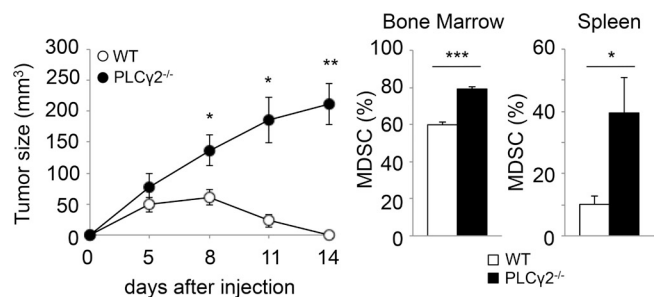 Tumor size (mm³)
300
250
200
150
100
50
0
WT
PLCγ2⁻/⁻
*
*
**
0 5 8 11 14
days after injection
Bone Marrow
MDSC (%)
100
80
60
40
20
0
***
Spleen
MDSC (%)
60
40
20
0
*
WT
PLCγ2⁻/⁻